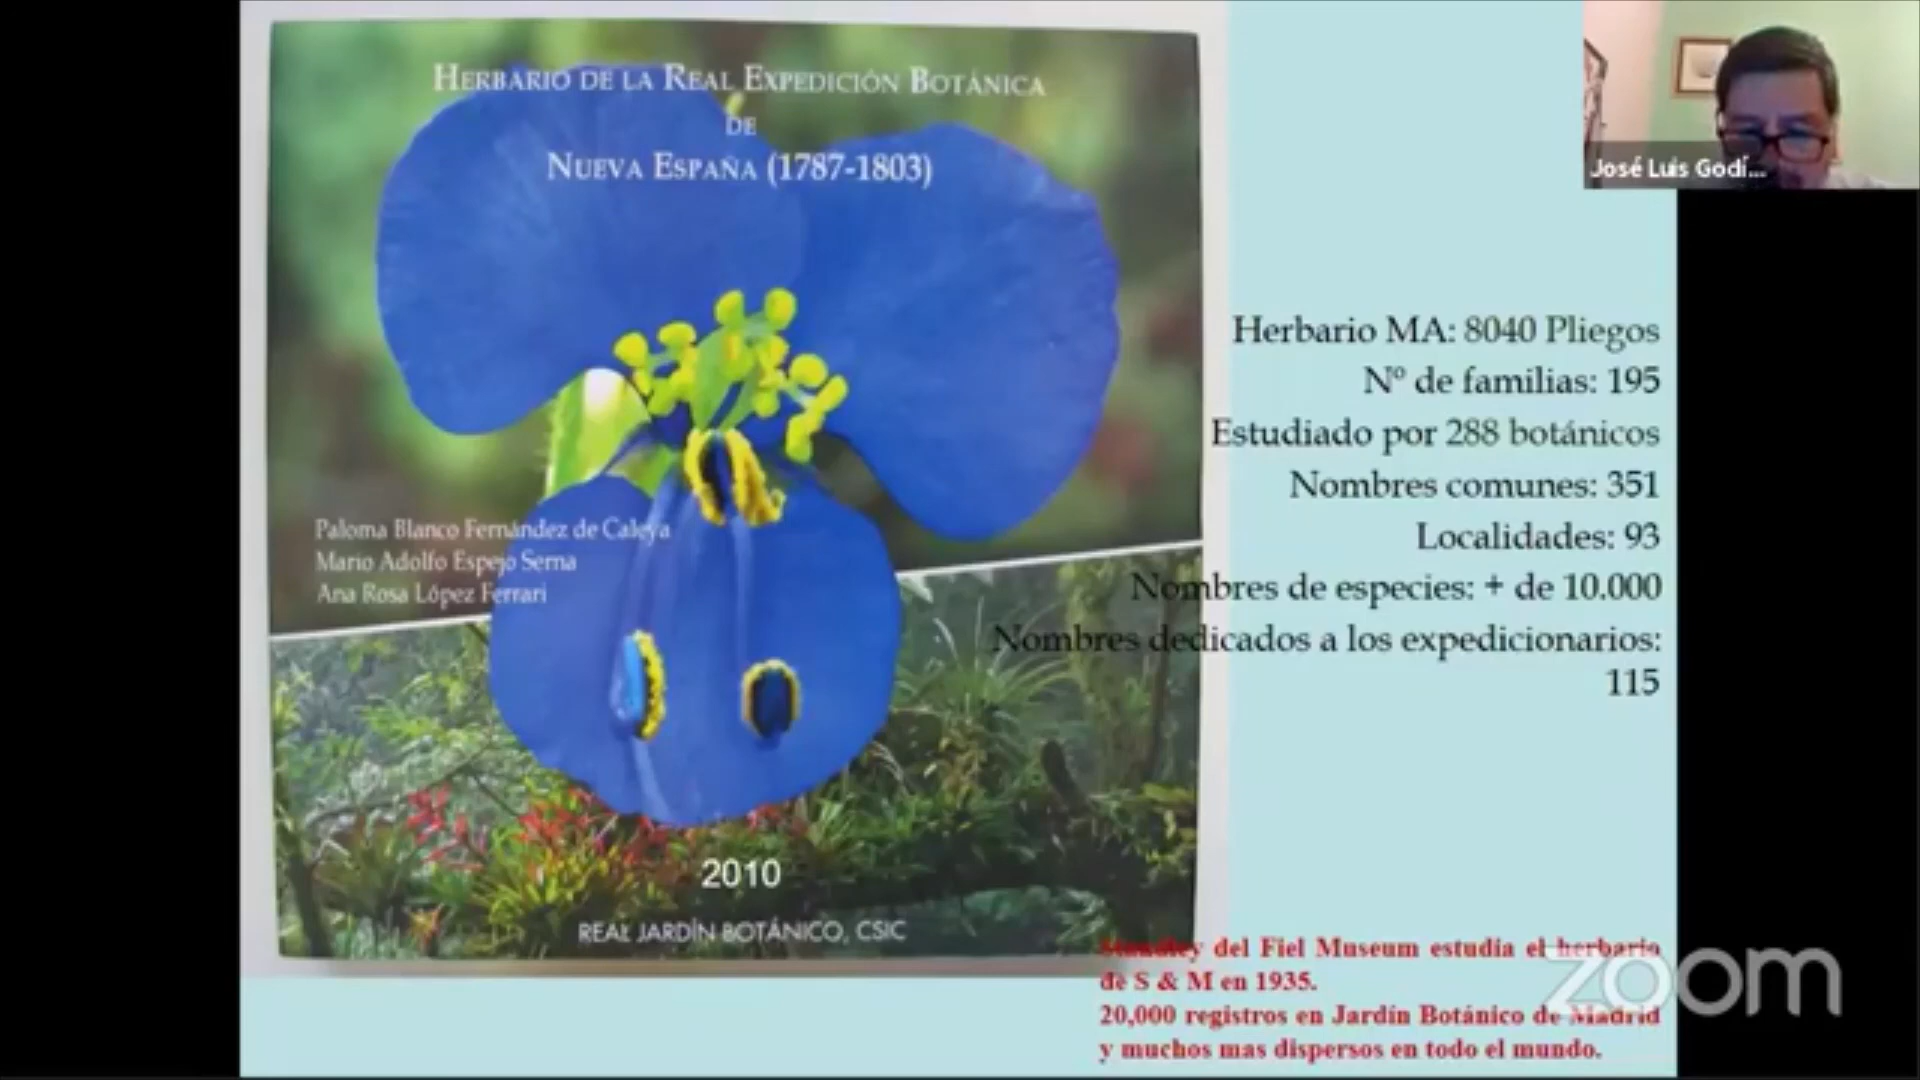 HERBARIO DE LA REAL EXPEDICIÓN BOTÁNICA
DE
NUEVA ESPAÑA (1787-1803)
Paloma Blanco Fernández de Caleya
Mario Adolfo Espejo Serna
Ana Rosa López Ferrari
2010
REAL JARDÍN BOTÁNICO, CSIC
José Luis Godí...
Herbario MA: 8040 Pliegos
Nº de familias: 195
Estudiado por 288 botánicos
Nombres comunes: 351
Localidades: 93
Nombres de especies: + de 10.000
Nombres dedicados a los expedicionarios:
115
Standley del Fiel Museum estudia el herbario
de S & M en 1935.
20,000 registros en Jardín Botánico de Madrid
y muchos mas dispersos en todo el mundo.
zoom